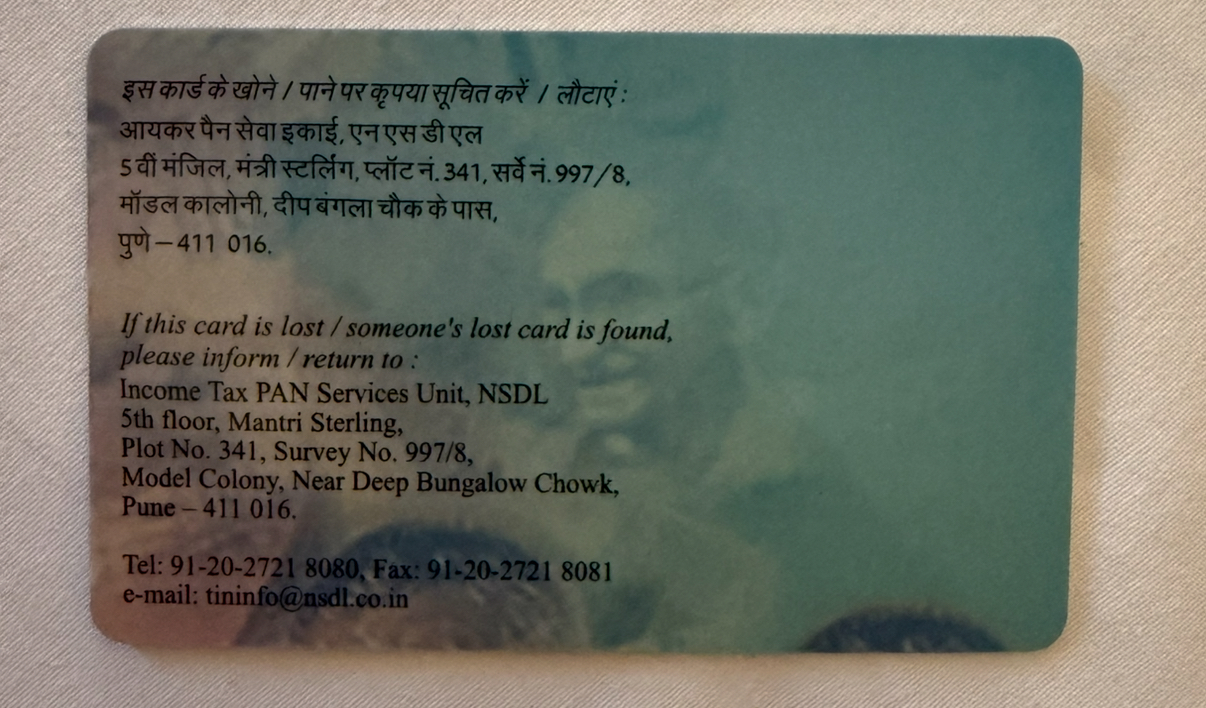 इस कार्ड के खोने / पाने पर कृपया सूचित करें / लौटाएं :
आयकर पैन सेवा इकाई, एन एस डी एल
5 वीं मंजिल, मंत्री स्टर्लिंग, प्लॉट नं. 341, सर्वे नं. 997/8,
मॉडल कालोनी, दीप बंगला चौक के पास,
पुणे – 411 016.
If this card is lost / someone's lost card is found,
please inform / return to :
Income Tax PAN Services Unit, NSDL
5th floor, Mantri Sterling,
Plot No. 341, Survey No. 997/8,
Model Colony, Near Deep Bungalow Chowk,
Pune – 411 016.
Tel: 91-20-2721 8080, Fax: 91-20-2721 8081
e-mail: tininfo@nsdl.co.in